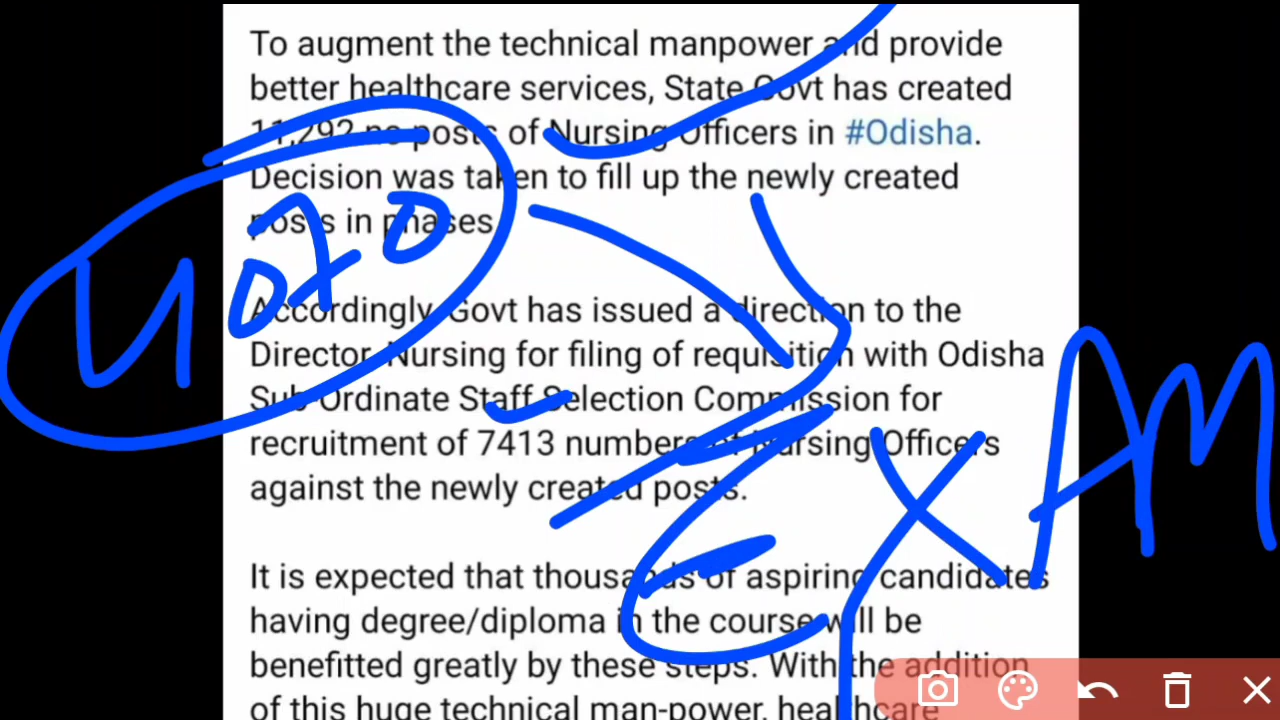 To augment the technical manpower and provide
better healthcare services, State Govt has created
11,292 no posts of Nursing Officers in #Odisha.
Decision was taken to fill up the newly created
posts in phases
Accordingly Govt has issued a direction to the
Director Nursing for filing of requisition with Odisha
Sub-Ordinate Staff Selection Commission for
recruitment of 7413 numbers of Nursing Officers
against the newly created posts.
It is expected that thousands of aspiring candidates
having degree/diploma in the course will be
benefitted greatly by these steps. With the addition
of this huge technical man-power, healthcare
EXAM